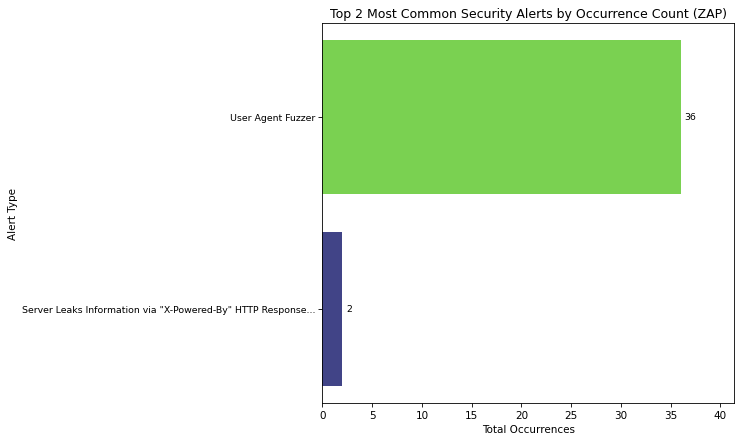 Top 2 Most Common Security Alerts by Occurrence Count (ZAP)
User Agent Fuzzer
36
Alert Type
Server Leaks Information via "X-Powered-By" HTTP Response...
2
0 5 10 15 20 25 30 35 40
Total Occurrences